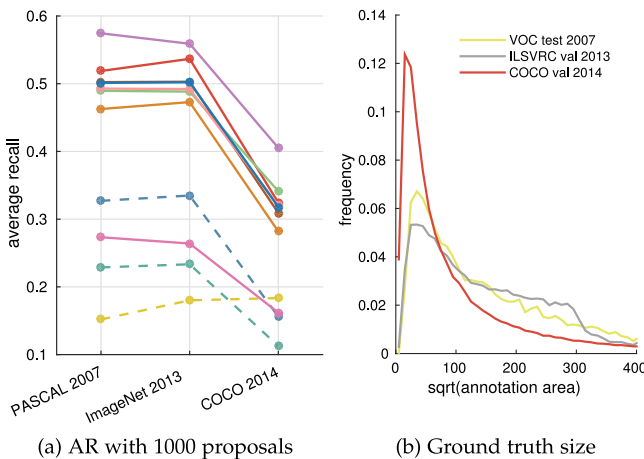 0.6
0.5
0.4
0.3
0.2
0.1
average recall
PASCAL 2007
ImageNet 2013
COCO 2014
(a) AR with 1000 proposals
0.14
0.12
0.1
0.08
0.06
0.04
0.02
0
frequency
VOC test 2007
ILSVRC val 2013
COCO val 2014
0
100
200
300
400
sqrt(annotation area)
(b) Ground truth size